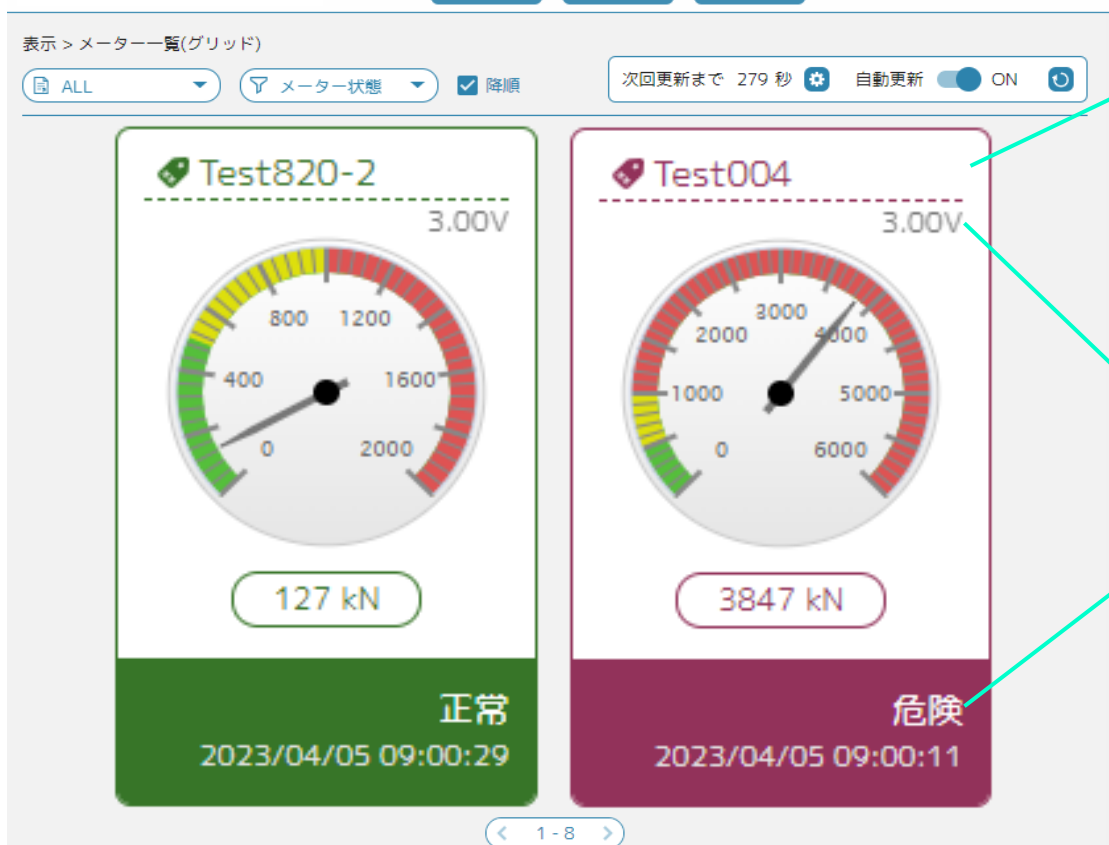 表示 > メーター一覧(グリッド)
ALL
メーター状態
降順
次回更新まで 279 秒
自動更新
ON
Test820-2
3.00V
0
400
800
1200
1600
2000
127 kN
正常
2023/04/05 09:00:29
Test004
3.00V
0
1000
2000
3000
4000
5000
6000
3847 kN
危険
2023/04/05 09:00:11
< 1 - 8 >